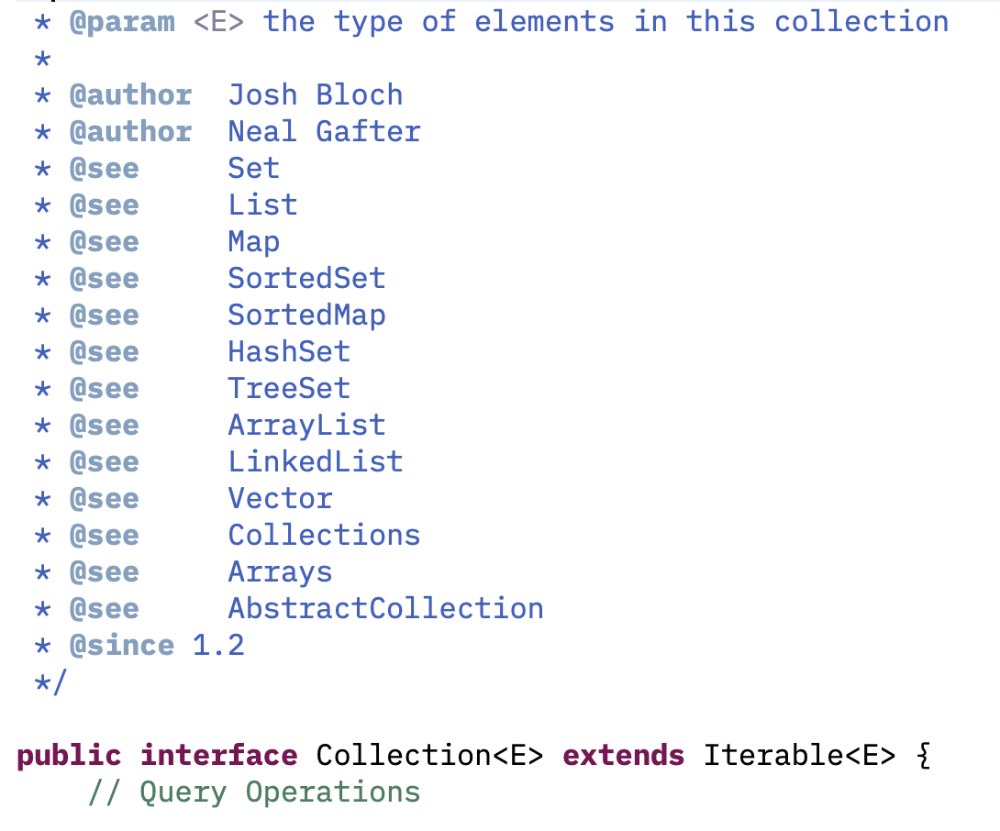 * @param <E> the type of elements in this collection
*
* @author  Josh Bloch
* @author  Neal Gafter
* @see     Set
* @see     List
* @see     Map
* @see     SortedSet
* @see     SortedMap
* @see     HashSet
* @see     TreeSet
* @see     ArrayList
* @see     LinkedList
* @see     Vector
* @see     Collections
* @see     Arrays
* @see     AbstractCollection
* @since 1.2
*/
public interface Collection<E> extends Iterable<E> {
    // Query Operations